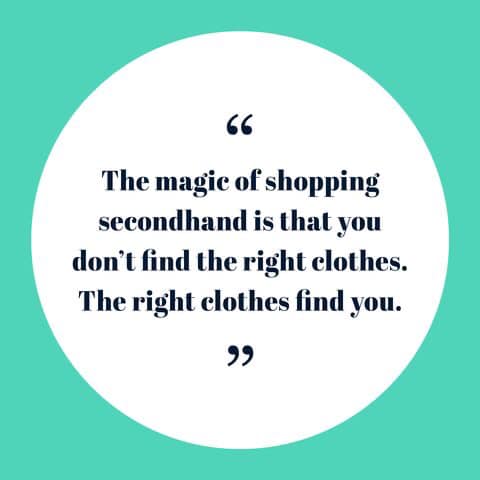 “
The magic of shopping
secondhand is that you
don’t find the right clothes.
The right clothes find you.
”